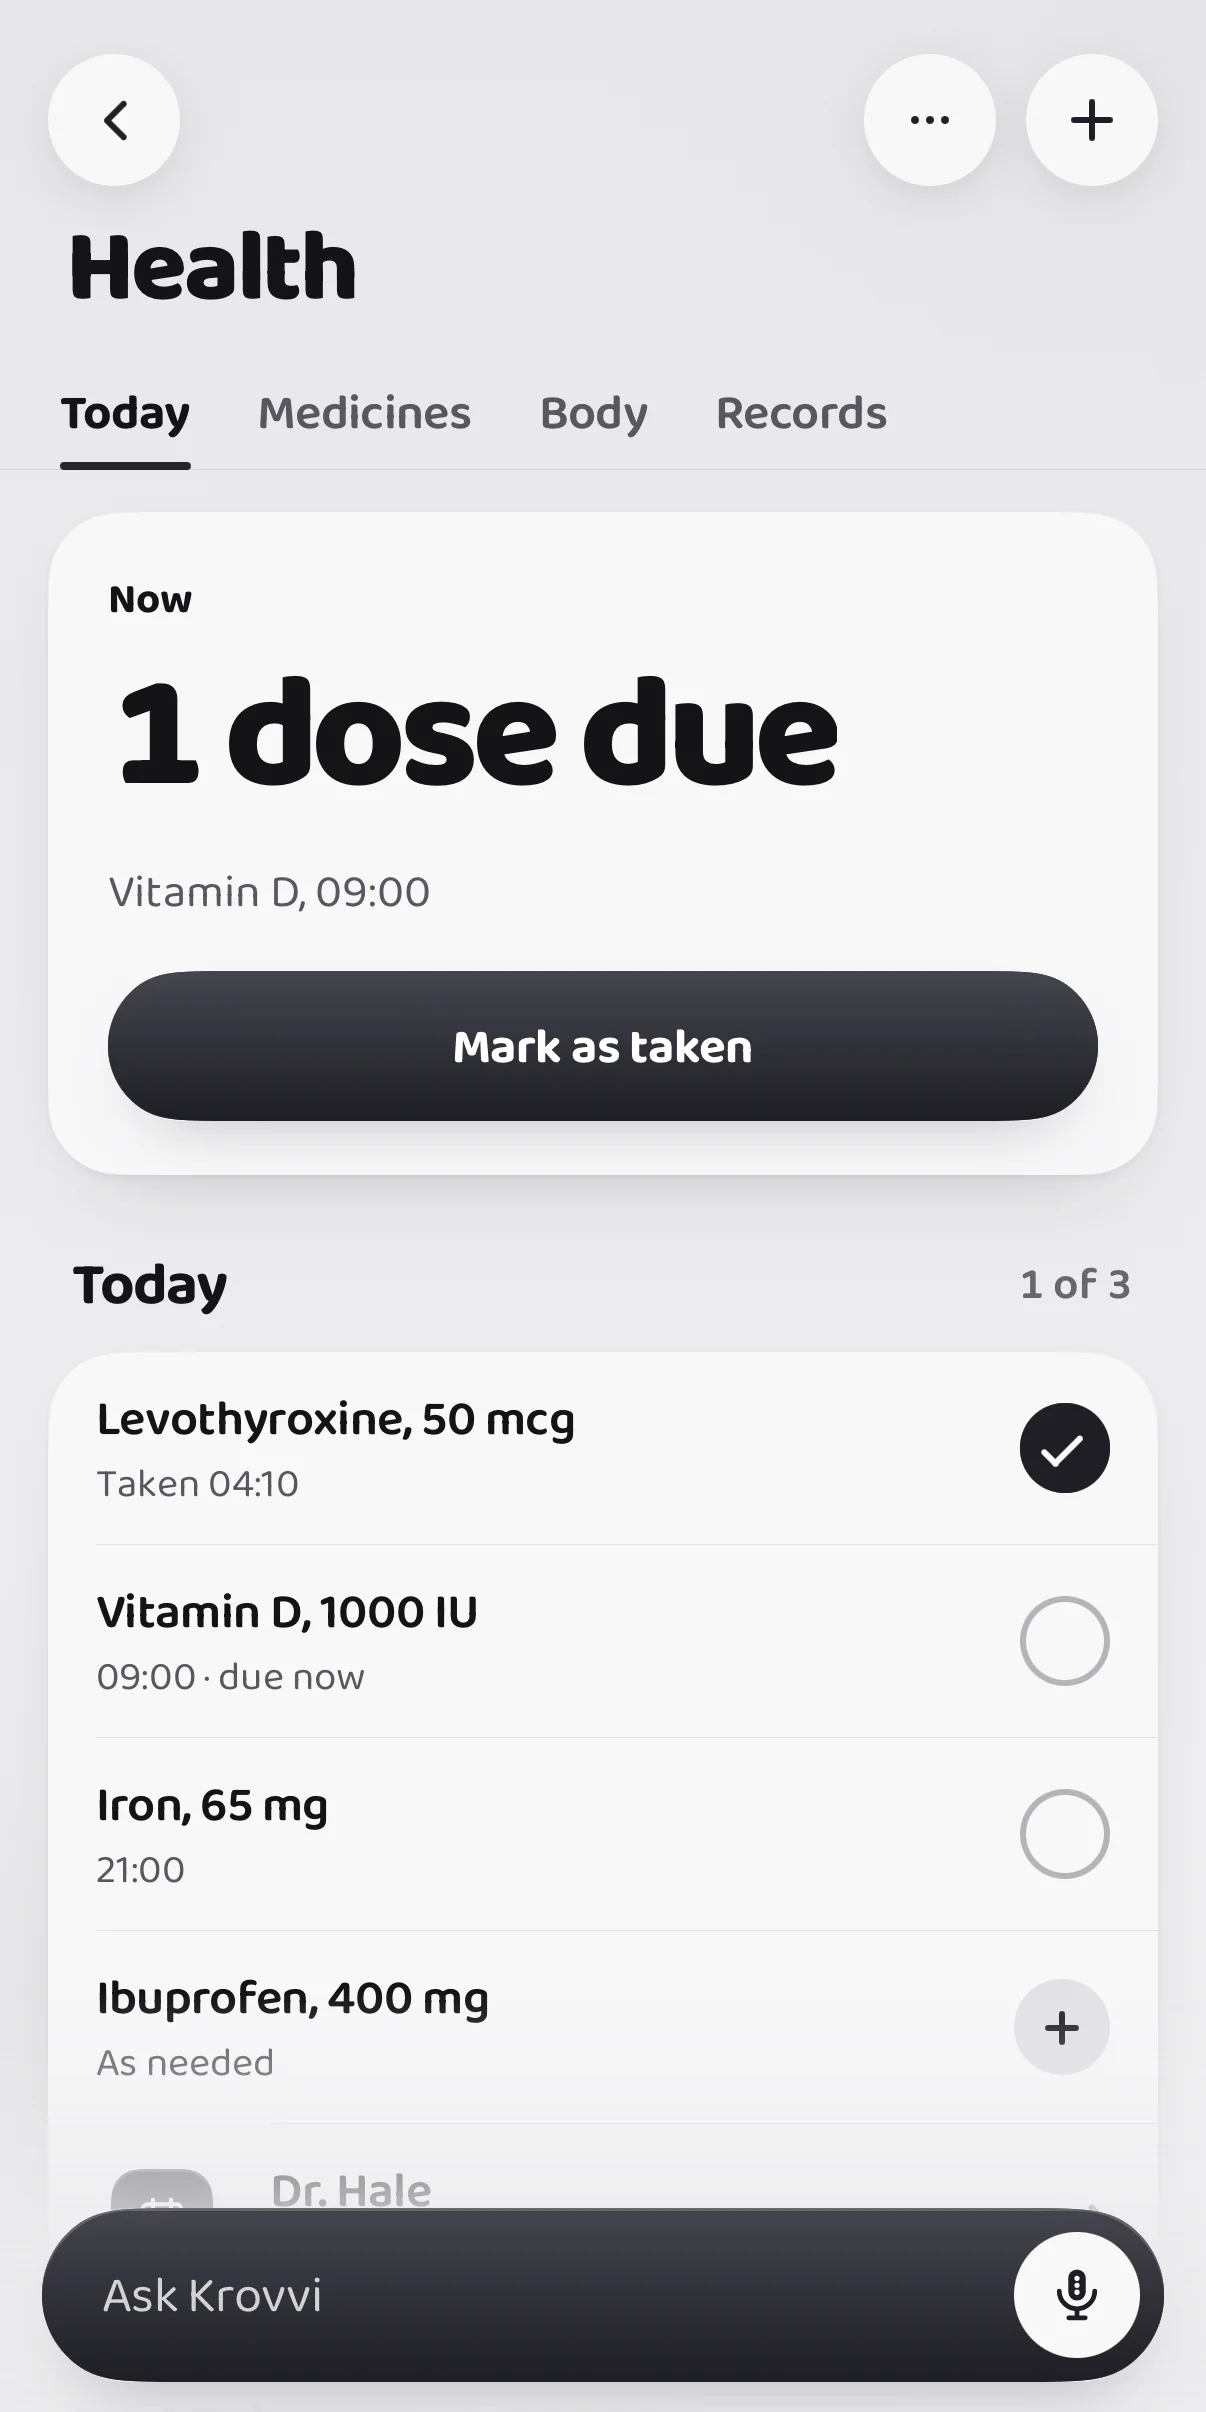 Health
Today Medicines Body Records
Now
1 dose due
Vitamin D, 09:00
Mark as taken
Today 1 of 3
Levothyroxine, 50 mcg
Taken 04:10
Vitamin D, 1000 IU
09:00 · due now
Iron, 65 mg
21:00
Ibuprofen, 400 mg
As needed
Dr. Hale
Ask Krovvi